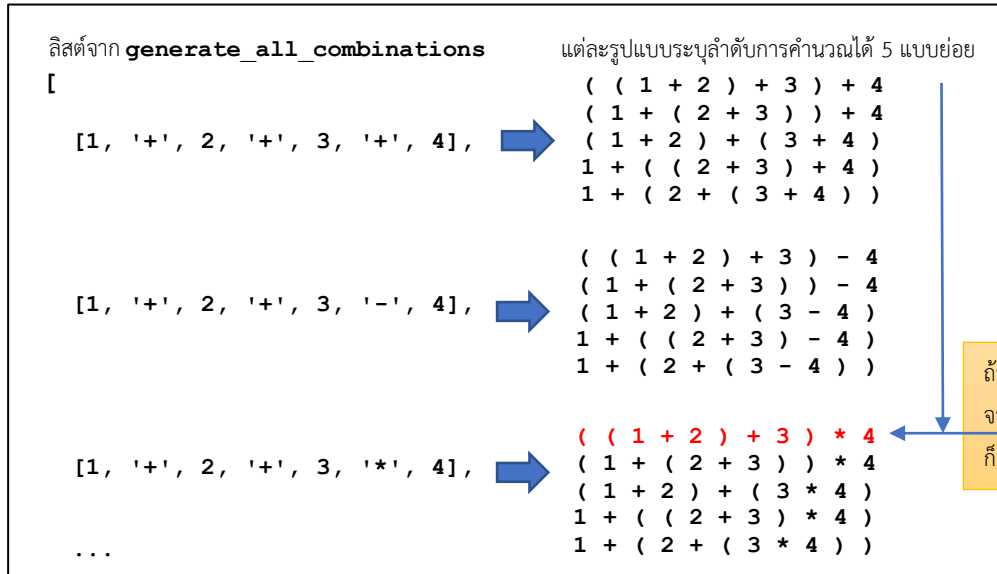 ลิสต์จาก generate_all_combinations
[
[1, '+', 2, '+', 3, '+', 4],
[1, '+', 2, '+', 3, '-', 4],
[1, '+', 2, '+', 3, '*', 4],
...
แต่ละรูปแบบระบุลำดับการคำนวณได้ 5 แบบย่อย
( ( 1 + 2 ) + 3 ) + 4
( 1 + ( 2 + 3 ) ) + 4
( 1 + 2 ) + ( 3 + 4 )
1 + ( ( 2 + 3 ) + 4 )
1 + ( 2 + ( 3 + 4 ) )
( ( 1 + 2 ) + 3 ) - 4
( 1 + ( 2 + 3 ) ) - 4
( 1 + 2 ) + ( 3 - 4 )
1 + ( ( 2 + 3 ) - 4 )
1 + ( 2 + ( 3 - 4 ) )
( ( 1 + 2 ) + 3 ) * 4
( 1 + ( 2 + 3 ) ) * 4
( 1 + 2 ) + ( 3 * 4 )
1 + ( ( 2 + 3 ) * 4 )
1 + ( 2 + ( 3 * 4 ) )
ก็